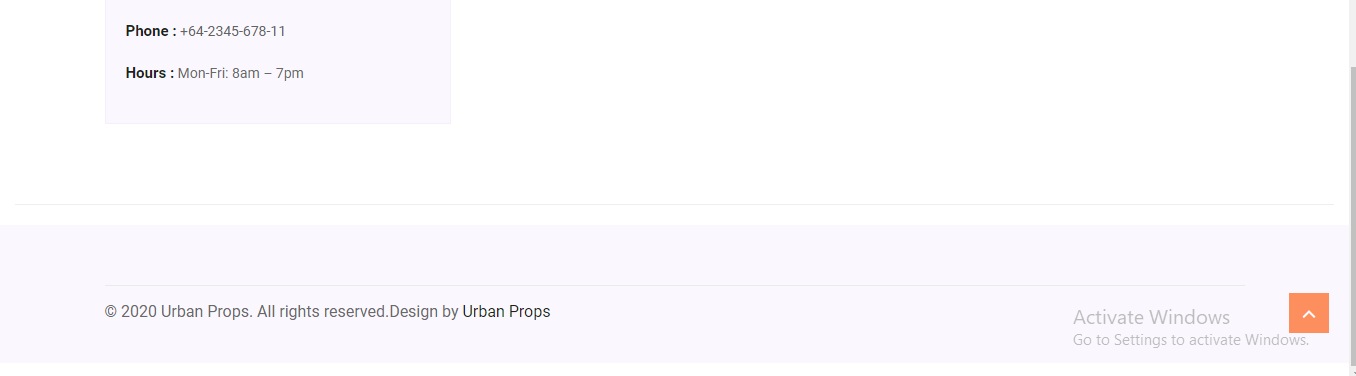 Phone : +64-2345-678-11
Hours : Mon-Fri: 8am – 7pm
© 2020 Urban Props. All rights reserved.Design by Urban Props
Activate Windows
Go to Settings to activate Windows.